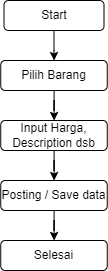 Start
Pilih Barang
Input Harga,
Description dsb
Posting / Save data
Selesai